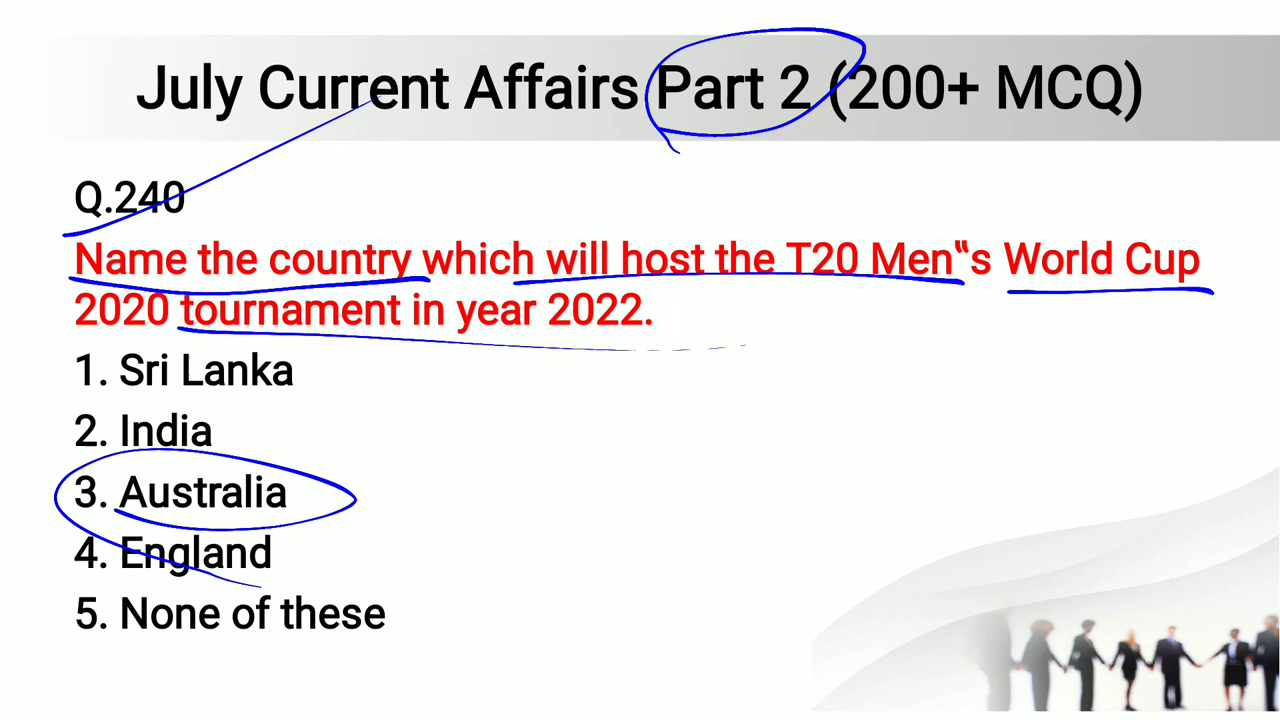 July Current Affairs Part 2 (200+ MCQ)
Q.240
Name the country which will host the T20 Men‟s World Cup
2020 tournament in year 2022.
1. Sri Lanka
2. India
3. Australia
4. England
5. None of these